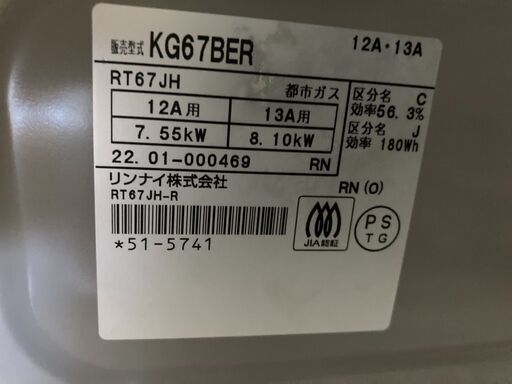 販売型式 KG67BER 12A・13A
RT67JH 都市ガス
12A用 13A用
7.55kW 8.10kW
区分名 C
効率56.3%
区分名 J
効率 180Wh
22.01-000469 RN
リンナイ株式会社 RN(0)
RT67JH-R
*51-5741
JIA認証
PS
TG